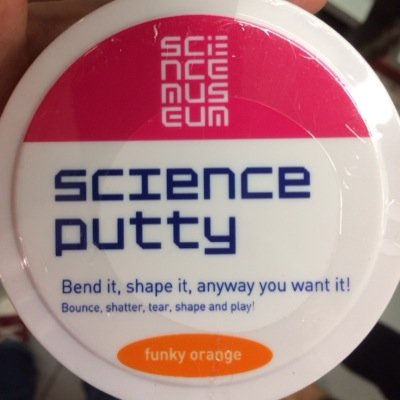 SCIE
NCE
MUS
EUM
science
putty
Bend it, shape it, anyway you want it!
Bounce, shatter, tear, shape and play!
funky orange